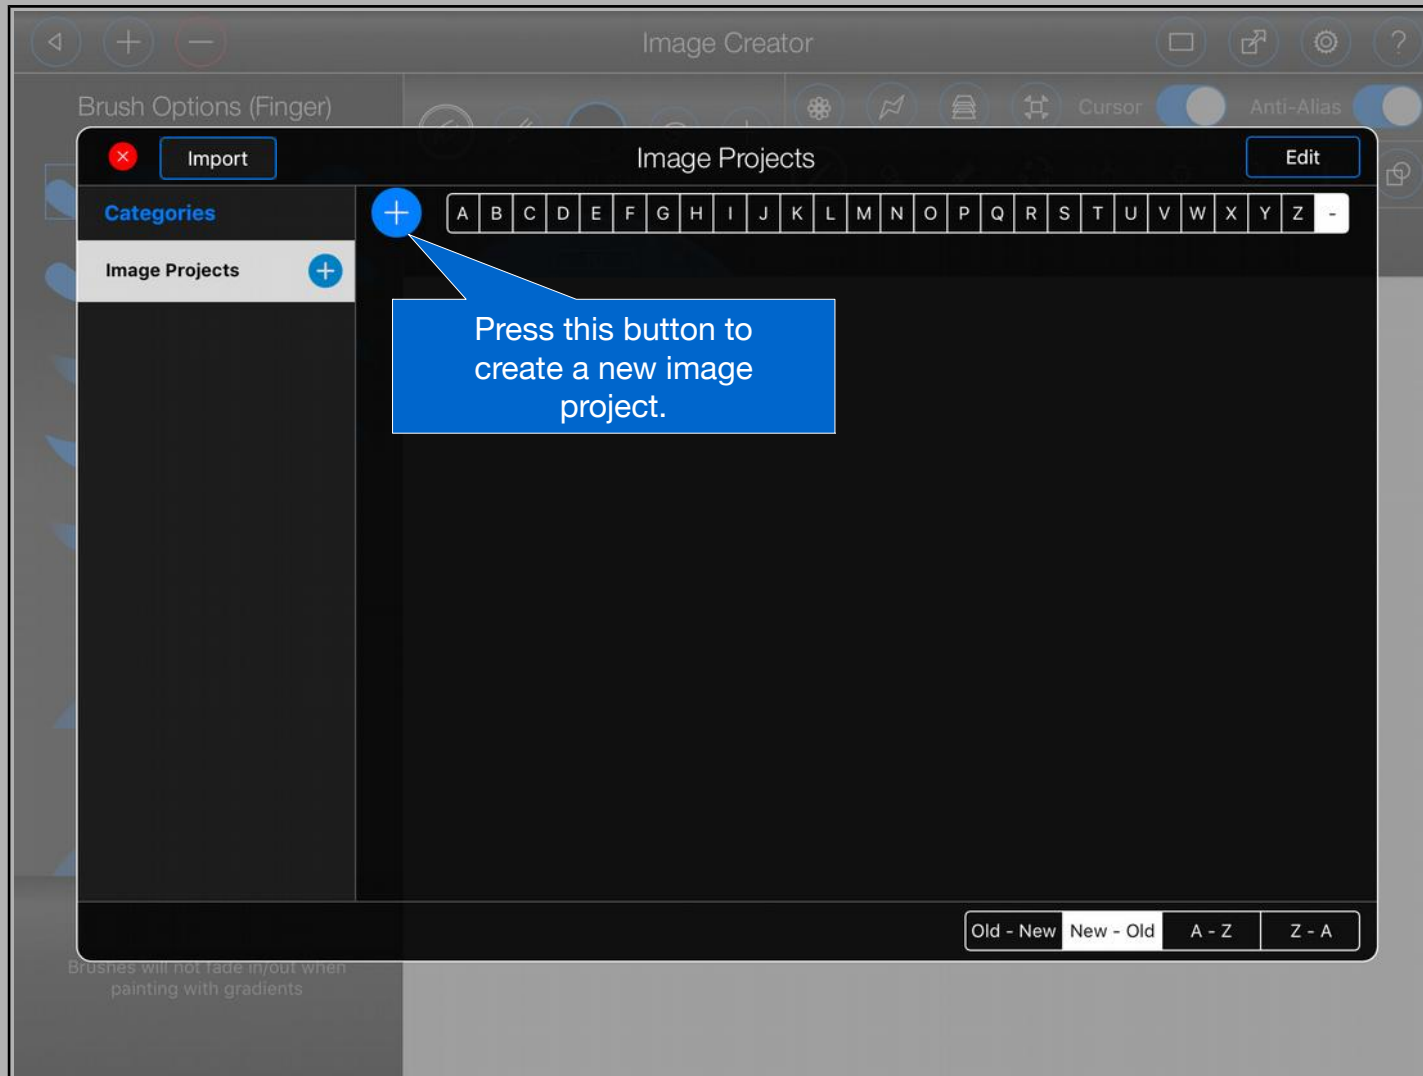 Image Creator
?
Brush Options (Finger)
Cursor
Anti-Alias
Import
Image Projects
Edit
Categories
A B C D E F G H I J K L M N O P Q R S T U V W X Y Z -
Image Projects
Press this button to
create a new image
project.
Old - New New - Old A - Z Z - A
Brushes will not fade in/out when
painting with gradients